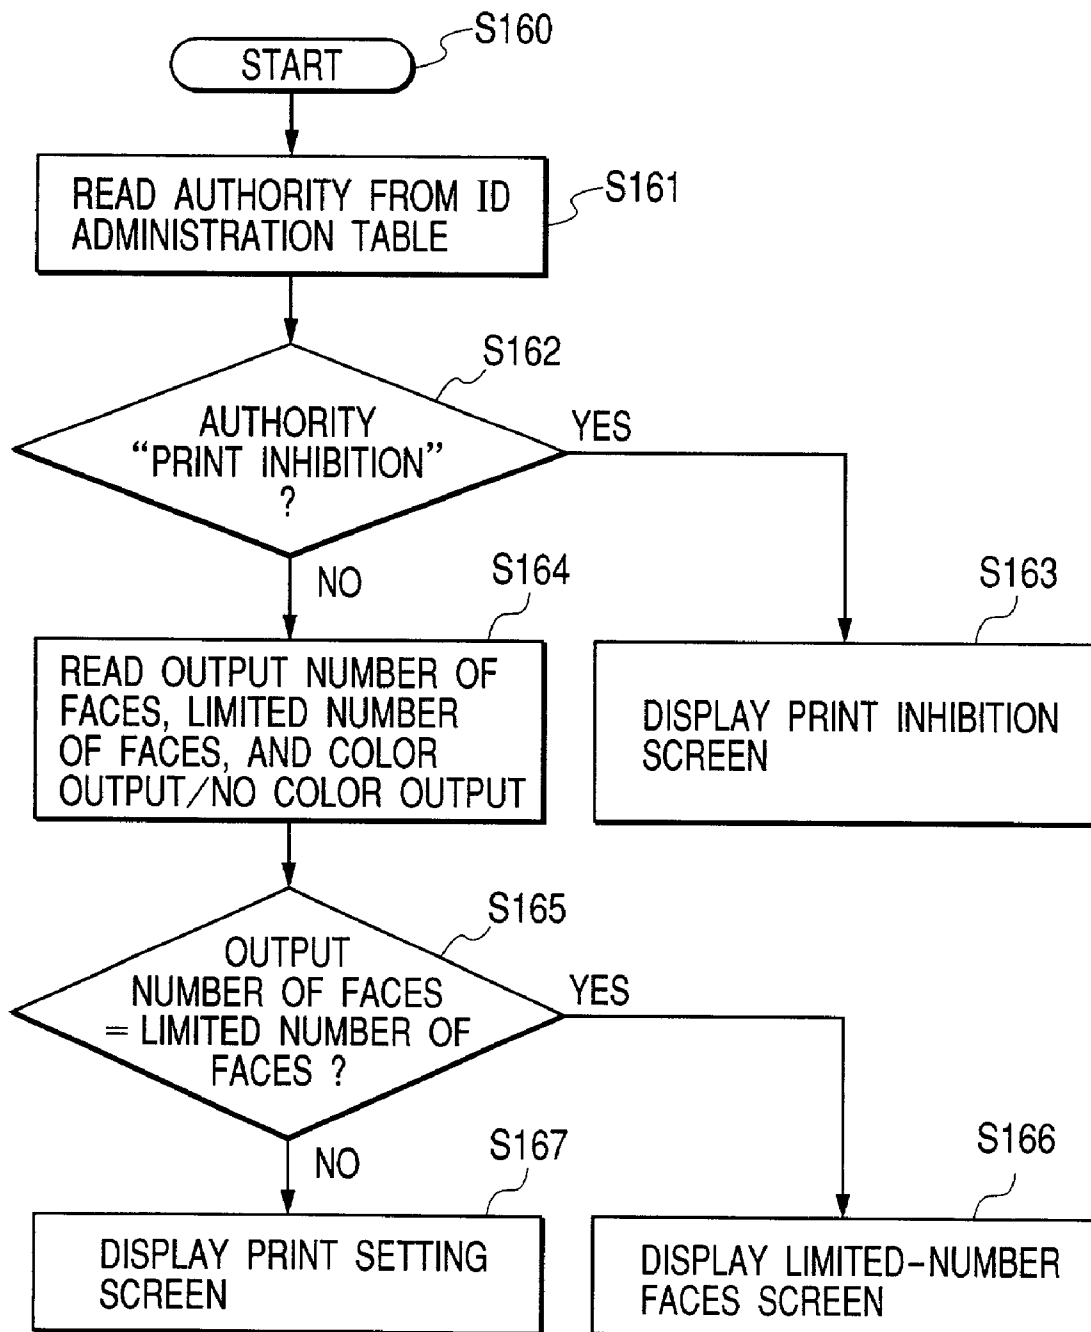 S160
START
READ AUTHORITY FROM ID
ADMINISTRATION TABLE
S161
S162
AUTHORITY
“PRINT INHIBITION”
?
YES
NO
S164
S163
READ OUTPUT NUMBER OF
FACES, LIMITED NUMBER
OF FACES, AND COLOR
OUTPUT/NO COLOR OUTPUT
DISPLAY PRINT INHIBITION
SCREEN
S165
OUTPUT
NUMBER OF FACES
= LIMITED NUMBER OF
FACES ?
YES
NO
S167
S166
DISPLAY PRINT SETTING
SCREEN
DISPLAY LIMITED-NUMBER
FACES SCREEN